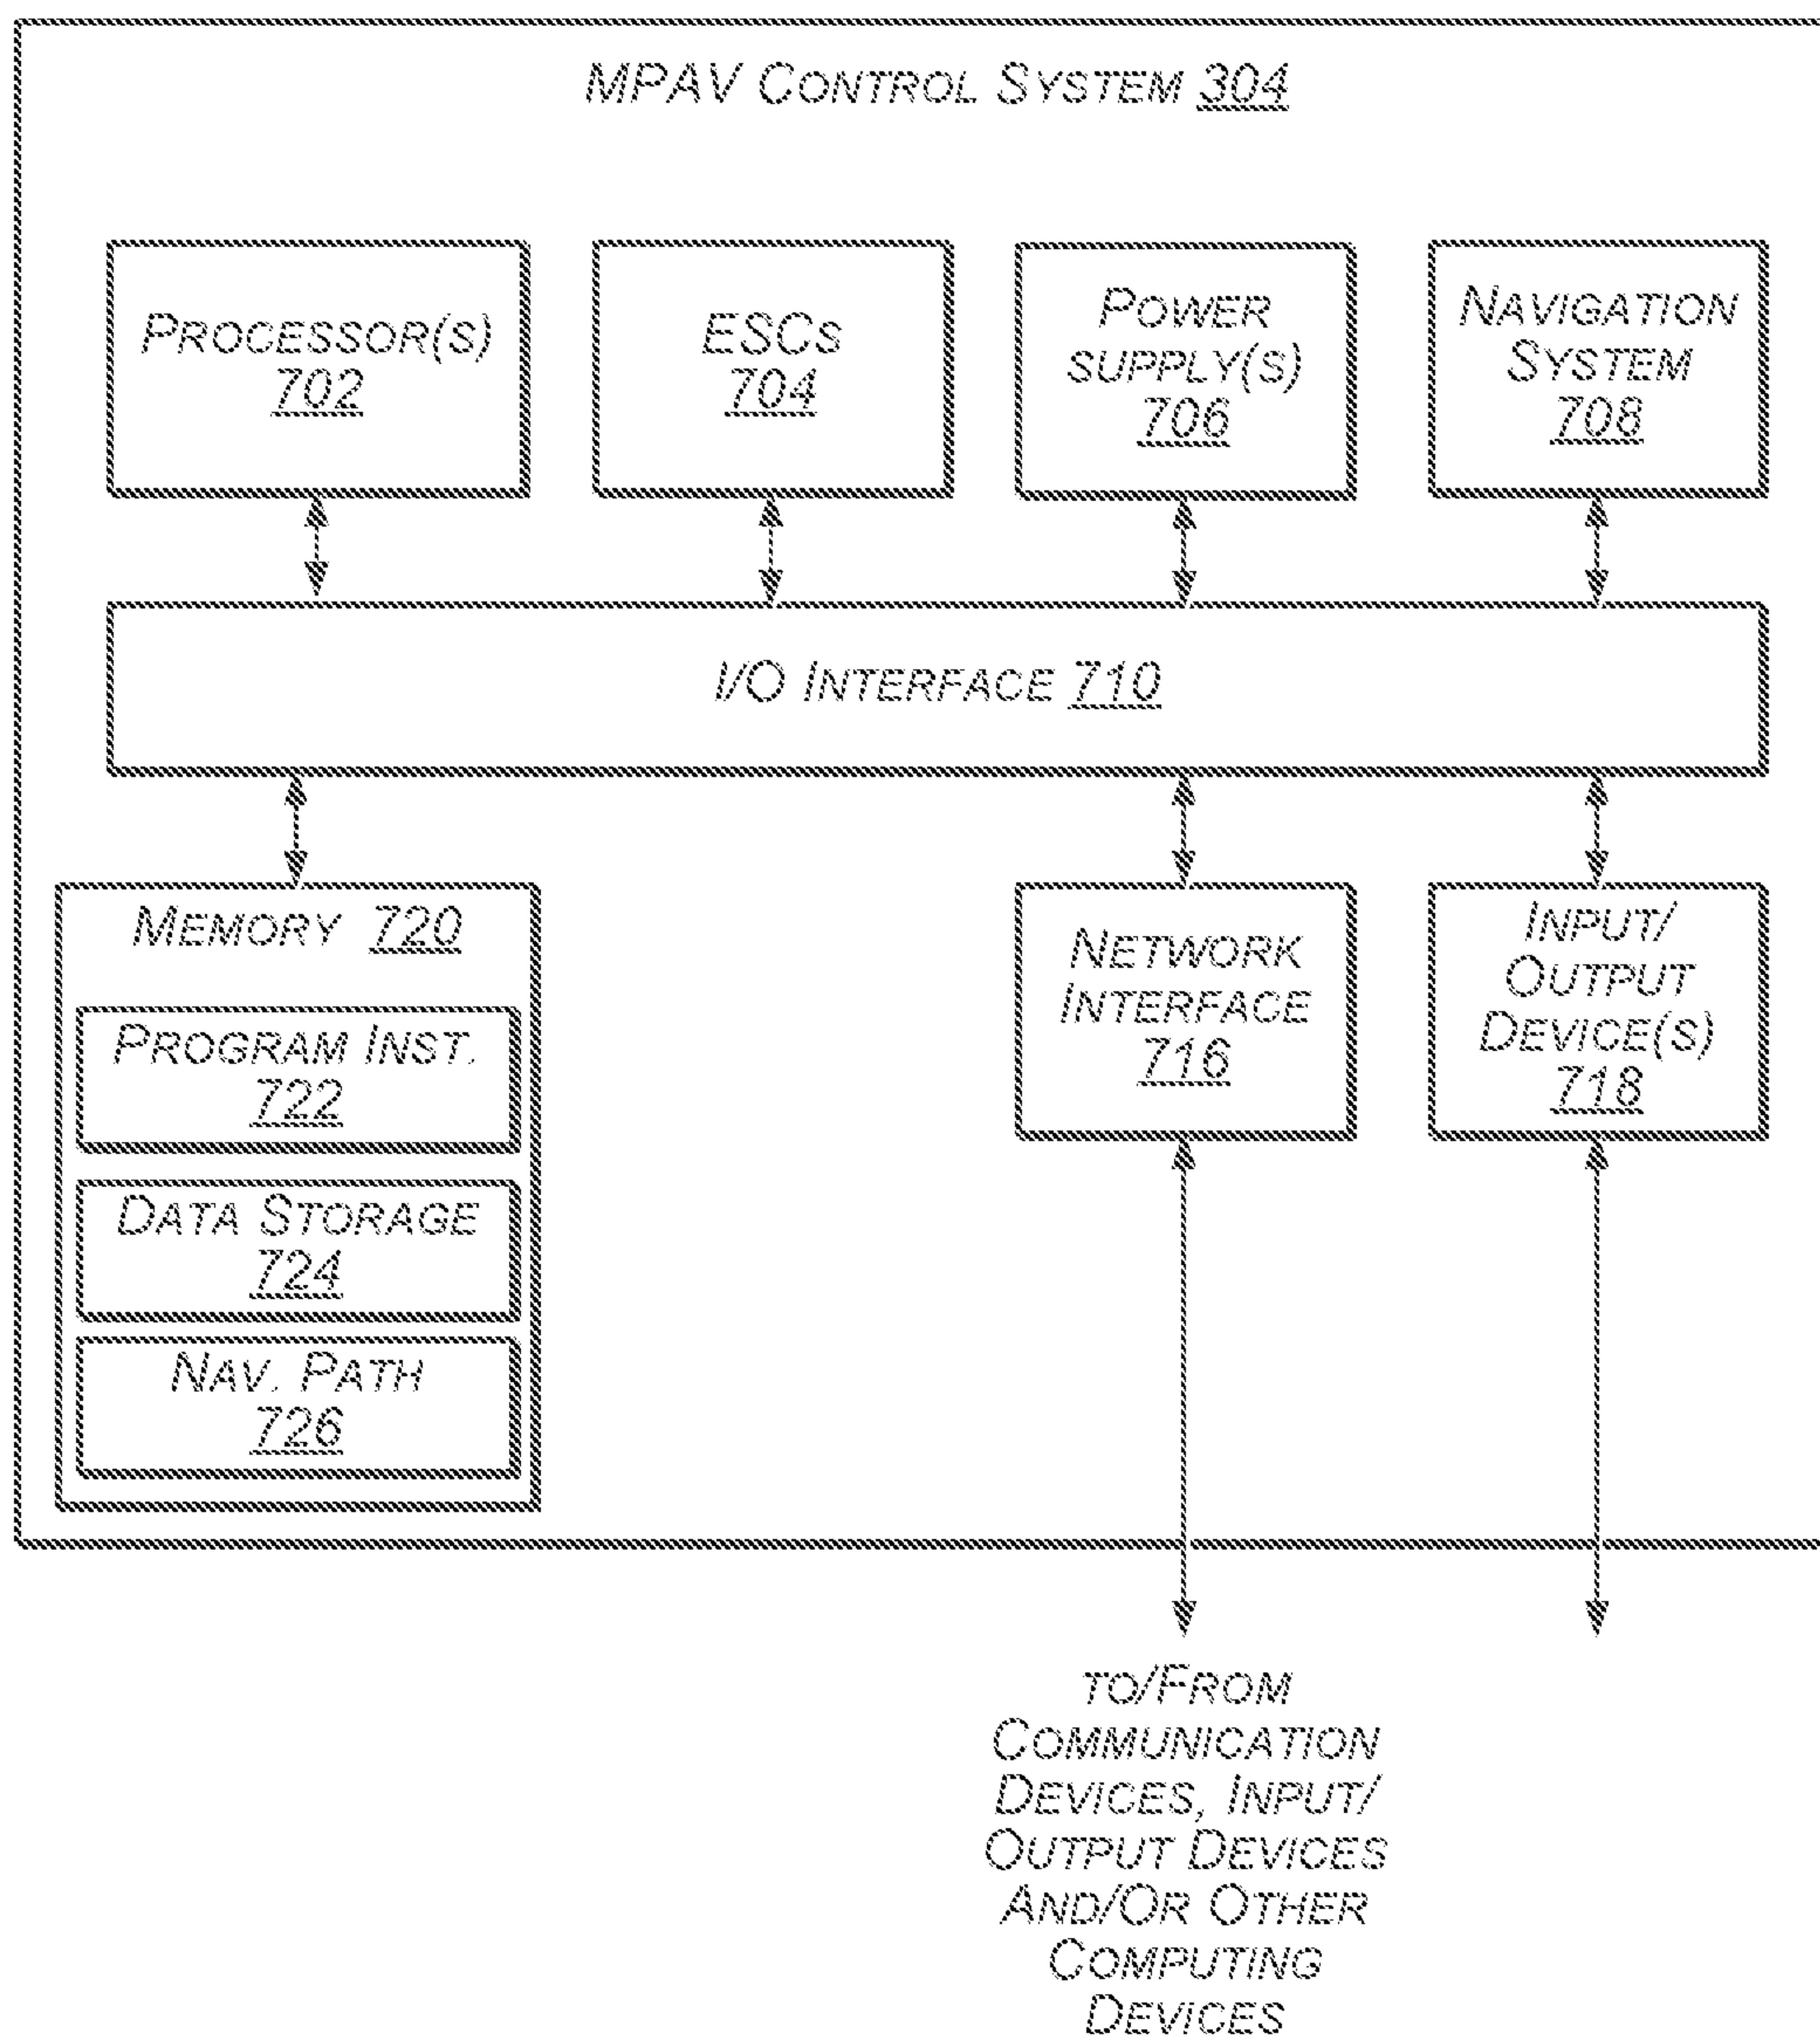 MPAV CONTROL SYSTEM 304
PROCESSOR(S)
702
ESCS
704
POWER
SUPPLY(S)
706
NAVIGATION
SYSTEM
708
I/O INTERFACE 710
MEMORY 720
PROGRAM INST.
722
DATA STORAGE
724
NAV. PATH
726
NETWORK
INTERFACE
716
INPUT/
OUTPUT
DEVICE(S)
718
TO/FROM
COMMUNICATION
DEVICES, INPUT/
OUTPUT DEVICES
AND/OR OTHER
COMPUTING
DEVICES